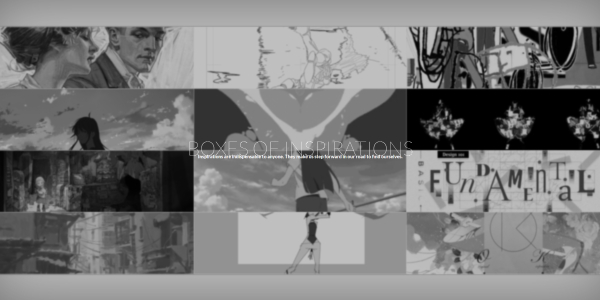 BOXES OF INSPIRATIONS
Inspirations are indispensable to anyone. They make us step forward in our road to find ourselves.
Design 101
FUNDAMENTAL